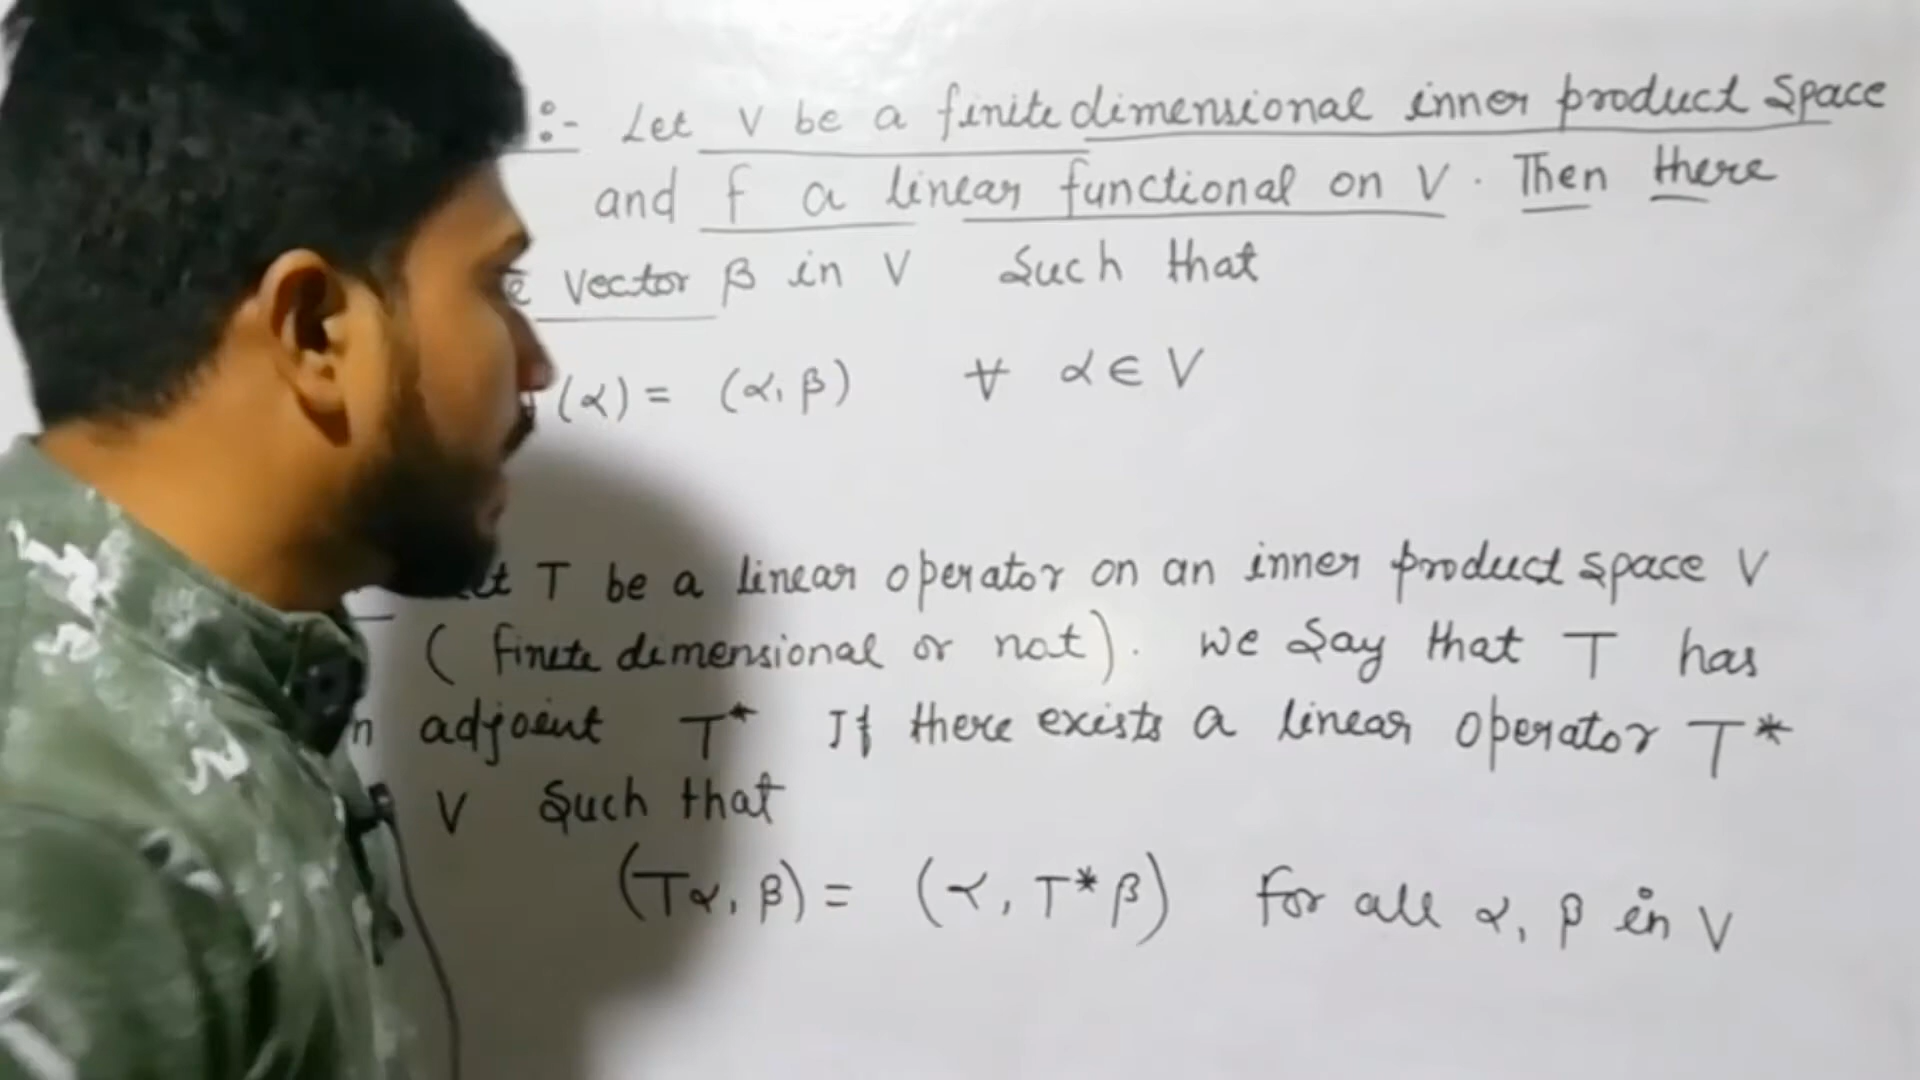 :- Let V be a finite dimensional inner product space
and f a linear functional on V. Then there
vector β in V such that
(α) = (α, β) ∀ α ∈ V
T be a linear operator on an inner product space V
(finite dimensional or not). We say that T has
adjoint T* If there exists a linear operator T*
V such that
(Tα, β) = (α, T*β) for all α, β in V